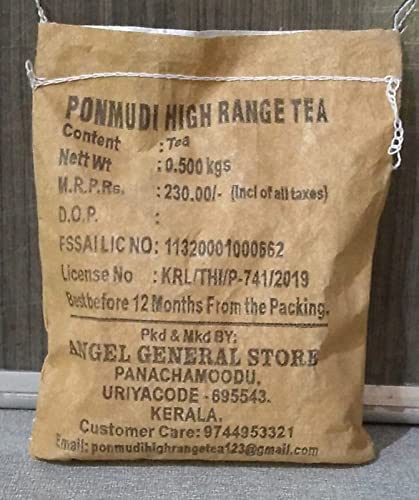 PONMUDI HIGH RANGE TEA
Content : Tea
Nett Wt : 0.500 kgs
M.R.P.Rs. : 230.00/- (Incl of all taxes)
D.O.P. :
FSSAI LIC NO: 11320001000662
License No : KRL/THI/P-741/2019
Best before 12 Months From the Packing.
Pkd & Mkd BY:
ANGEL GENERAL STORE
PANACHAMOODU,
URIYACODE - 695543.
KERALA.
Customer Care: 9744953321
Email: ponmudihighrangetea123@gmail.com